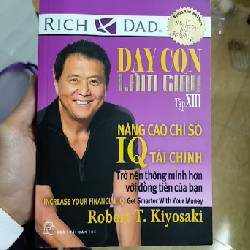 RICH DAD
DẠY CON
LÀM GIÀU
Tập XIII
NÂNG CAO CHỈ SỐ
IQ TÀI CHÍNH
Trở nên thông minh hơn
với đồng tiền của bạn
INCREASE YOUR FINANCIAL IQ Get Smarter With Your Money
Robert T. Kiyosaki